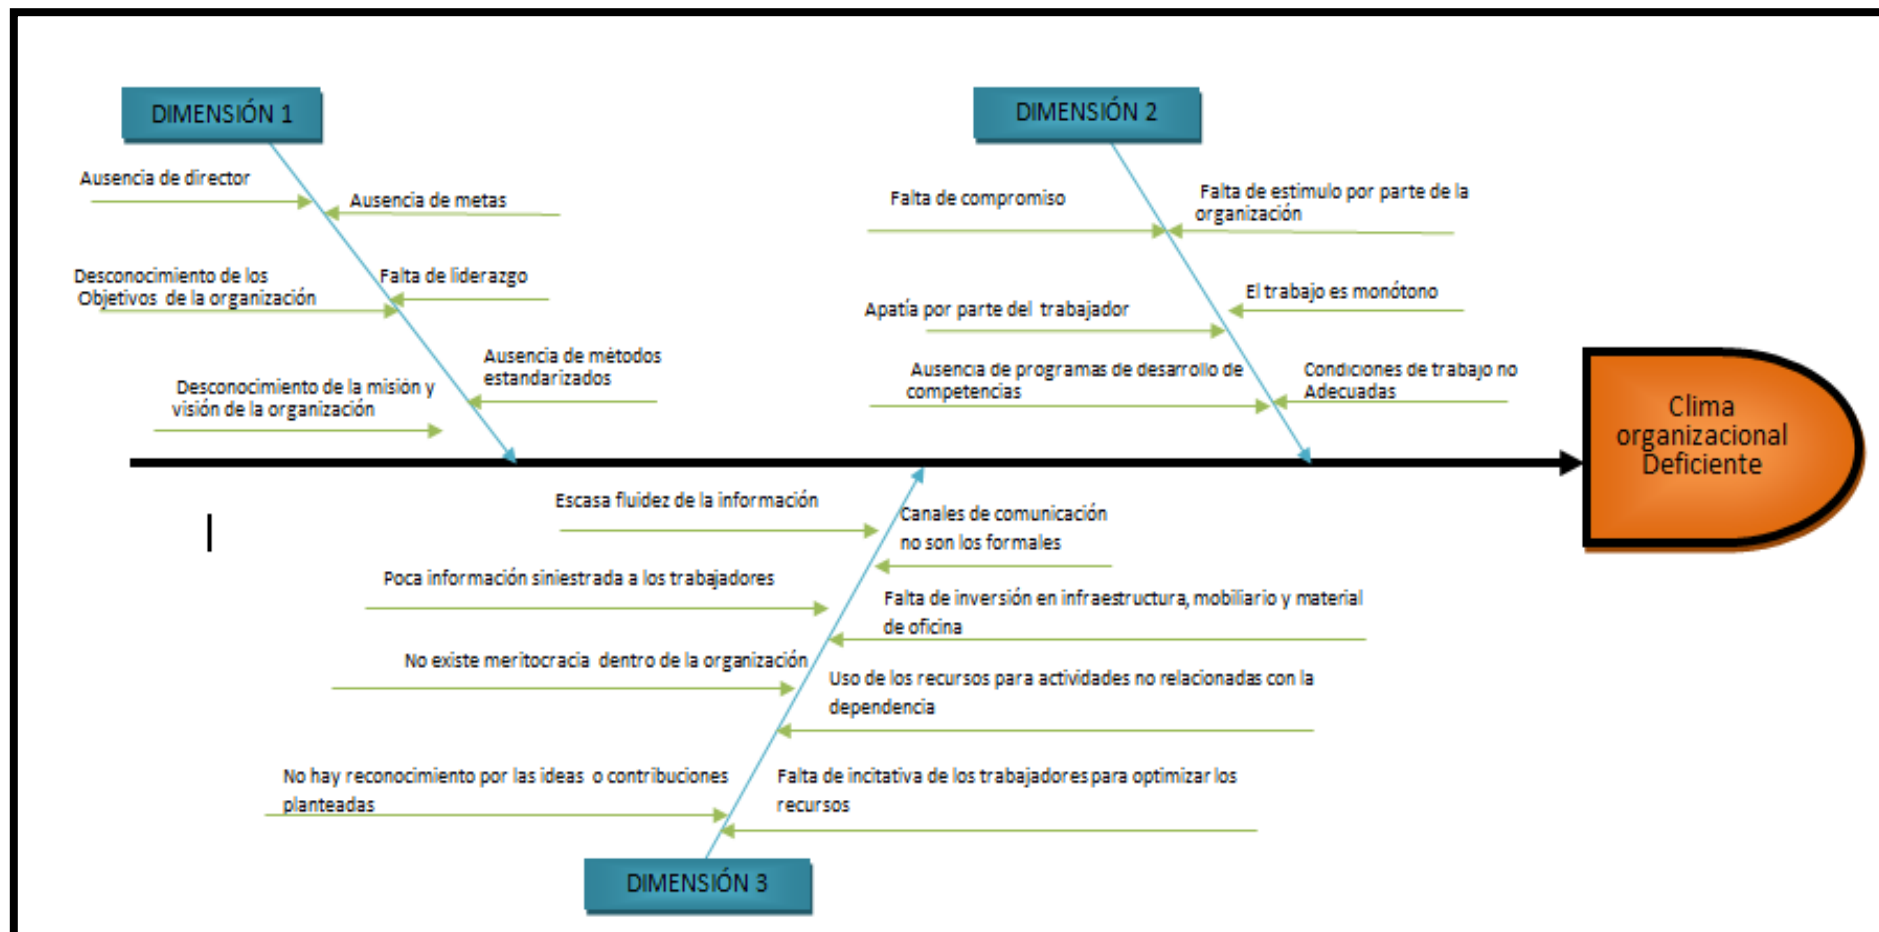 DIMENSIÓN 1
Ausencia de director
Ausencia de metas
Desconocimiento de los
Objetivos de la organización
Falta de liderazgo
Desconocimiento de la misión y
visión de la organización
Ausencia de métodos
estandarizados
DIMENSIÓN 2
Falta de compromiso
Falta de estimulo por parte de la
organización
Apatía por parte del trabajador
El trabajo es monótono
Ausencia de programas de desarrollo de
competencias
Condiciones de trabajo no
Adecuadas
Clima
organizacional
Deficiente
Escasa fluidez de la información
Canales de comunicación
no son los formales
Poca información siniestrada a los trabajadores
Falta de inversión en infraestructura, mobiliario y material
de oficina
No existe meritocracia dentro de la organización
Uso de los recursos para actividades no relacionadas con la
dependencia
No hay reconocimiento por las ideas o contribuciones
planteadas
Falta de incitativa de los trabajadores para optimizar los
recursos
DIMENSIÓN 3